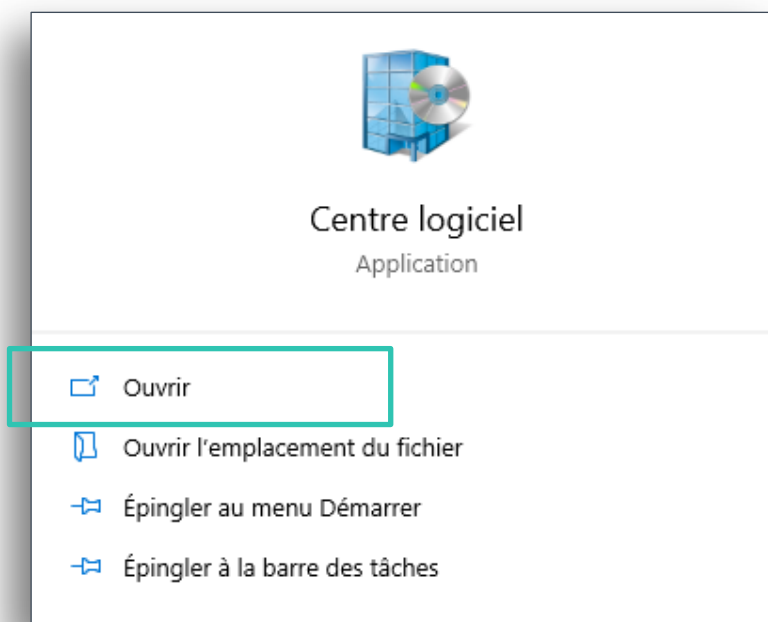 Centre logiciel
Application
Ouvrir
Ouvrir l'emplacement du fichier
Épingler au menu Démarrer
Épingler à la barre des tâches